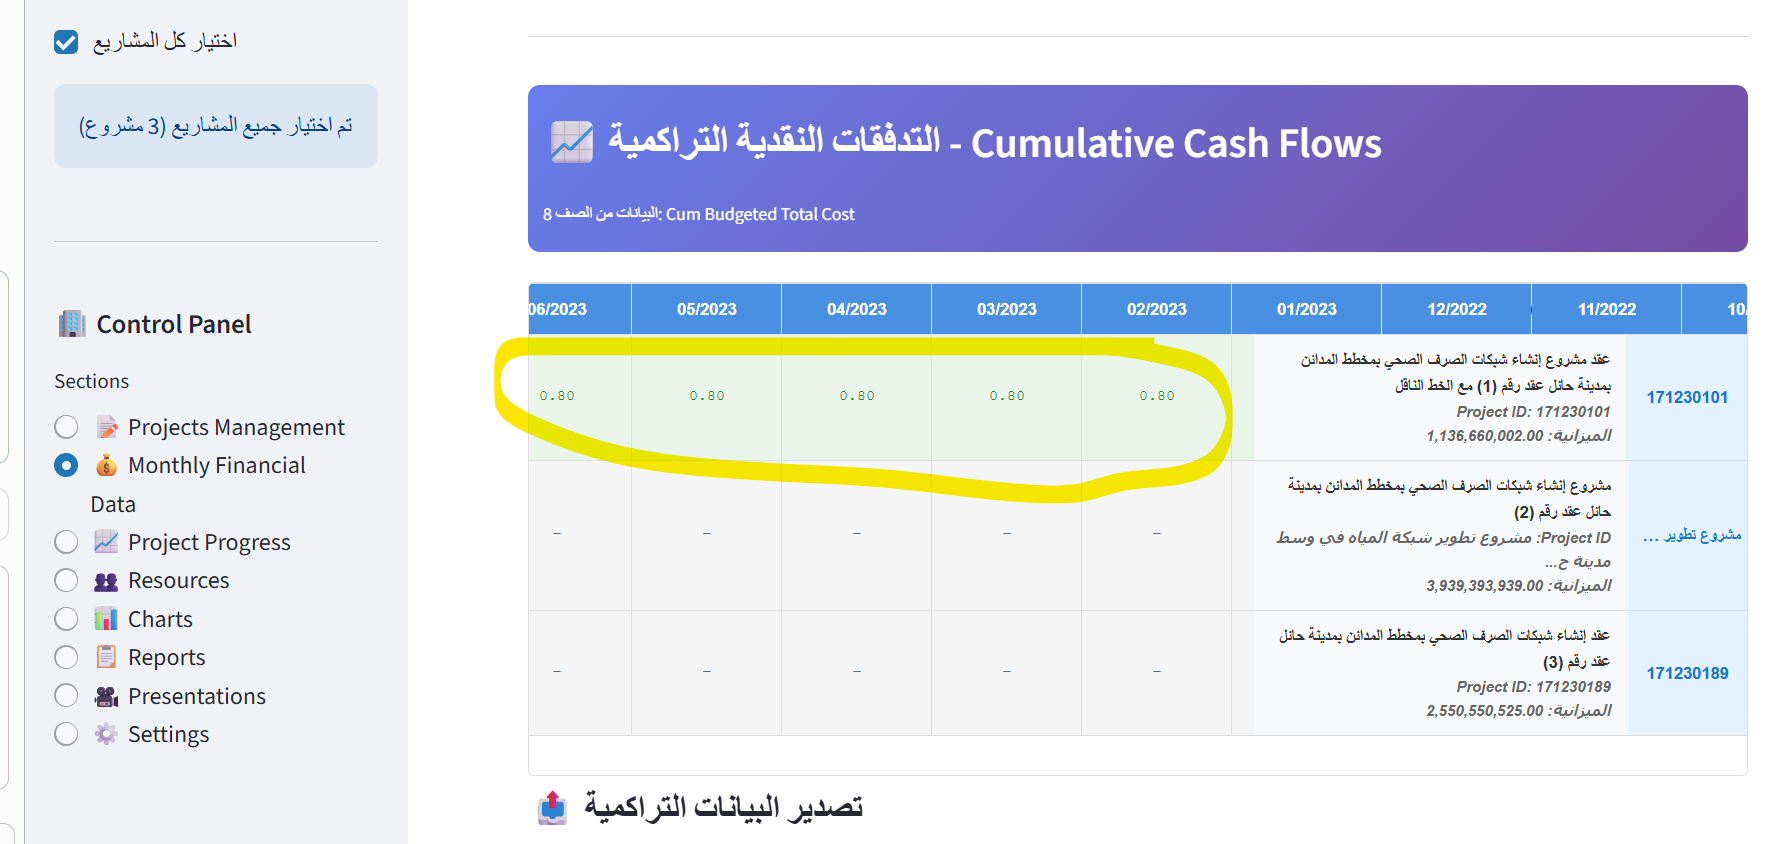 اختيار كل المشاريع
تم اختيار جميع المشاريع (3 مشروع)
Control Panel
Sections
Projects Management
Monthly Financial
Data
Project Progress
Resources
Charts
Reports
Presentations
Settings
التدفقات النقدية التراكمية - Cumulative Cash Flows
البيانات من الصف 8: Cum Budgeted Total Cost
06/2023 05/2023 04/2023 03/2023 02/2023 01/2023 12/2022 11/2022 10/
171230101
عقد مشروع إنشاء شبكات الصرف الصحي بمخطط المدائن
بمدينة حائل عقد رقم (1) مع الخط الناقل
Project ID: 171230101
الميزانية: 1,136,660,002.00
0.80 0.80 0.80 0.80 0.80
مشروع تطوير ...
مشروع إنشاء شبكات الصرف الصحي بمخطط المدائن بمدينة
حائل عقد رقم (2)
Project ID: مشروع تطوير شبكة المياه في وسط
مدينة ح...
الميزانية: 3,939,393,939.00
– – – – –
171230189
عقد إنشاء شبكات الصرف الصحي بمخطط المدائن بمدينة حائل
عقد رقم (3)
Project ID: 171230189
الميزانية: 2,550,550,525.00
– – – – –
تصدير البيانات التراكمية